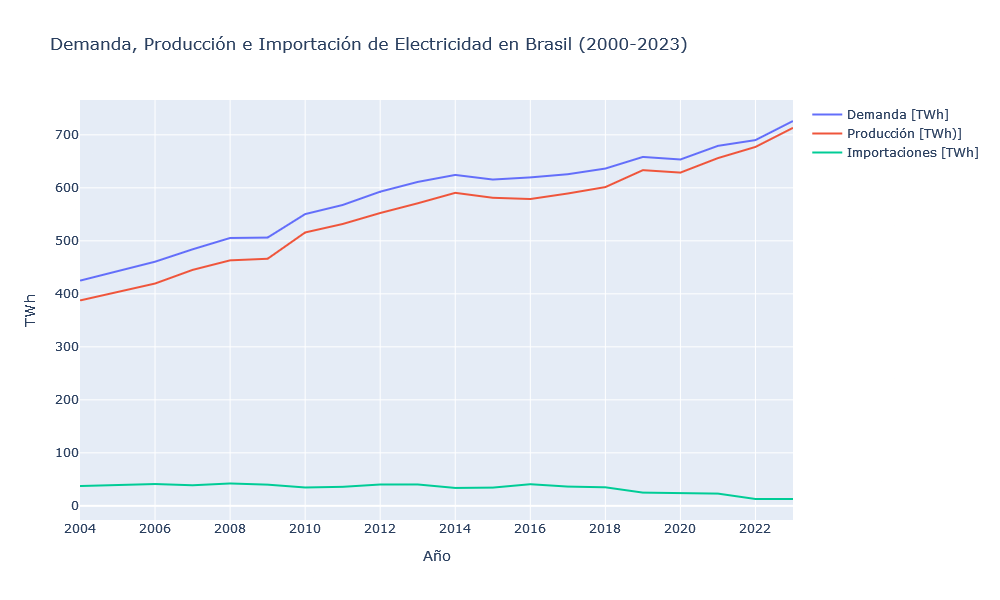 Demanda, Producción e Importación de Electricidad en Brasil (2000-2023)
Demanda [TWh]
Producción [TWh)]
Importaciones [TWh]
TWh
700
600
500
400
300
200
100
0
2004 2006 2008 2010 2012 2014 2016 2018 2020 2022
Año